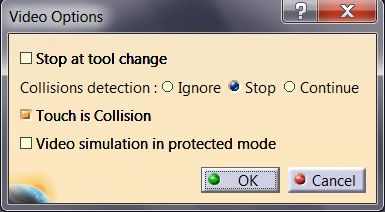 Video Options
Stop at tool change
Collisions detection : Ignore Stop Continue
Touch is Collision
Video simulation in protected mode
OK Cancel